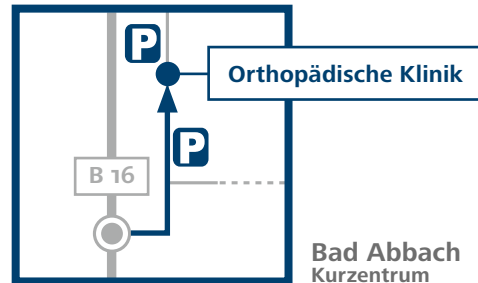 P
Orthopädische Klinik
P
B 16
Bad Abbach
Kurzentrum